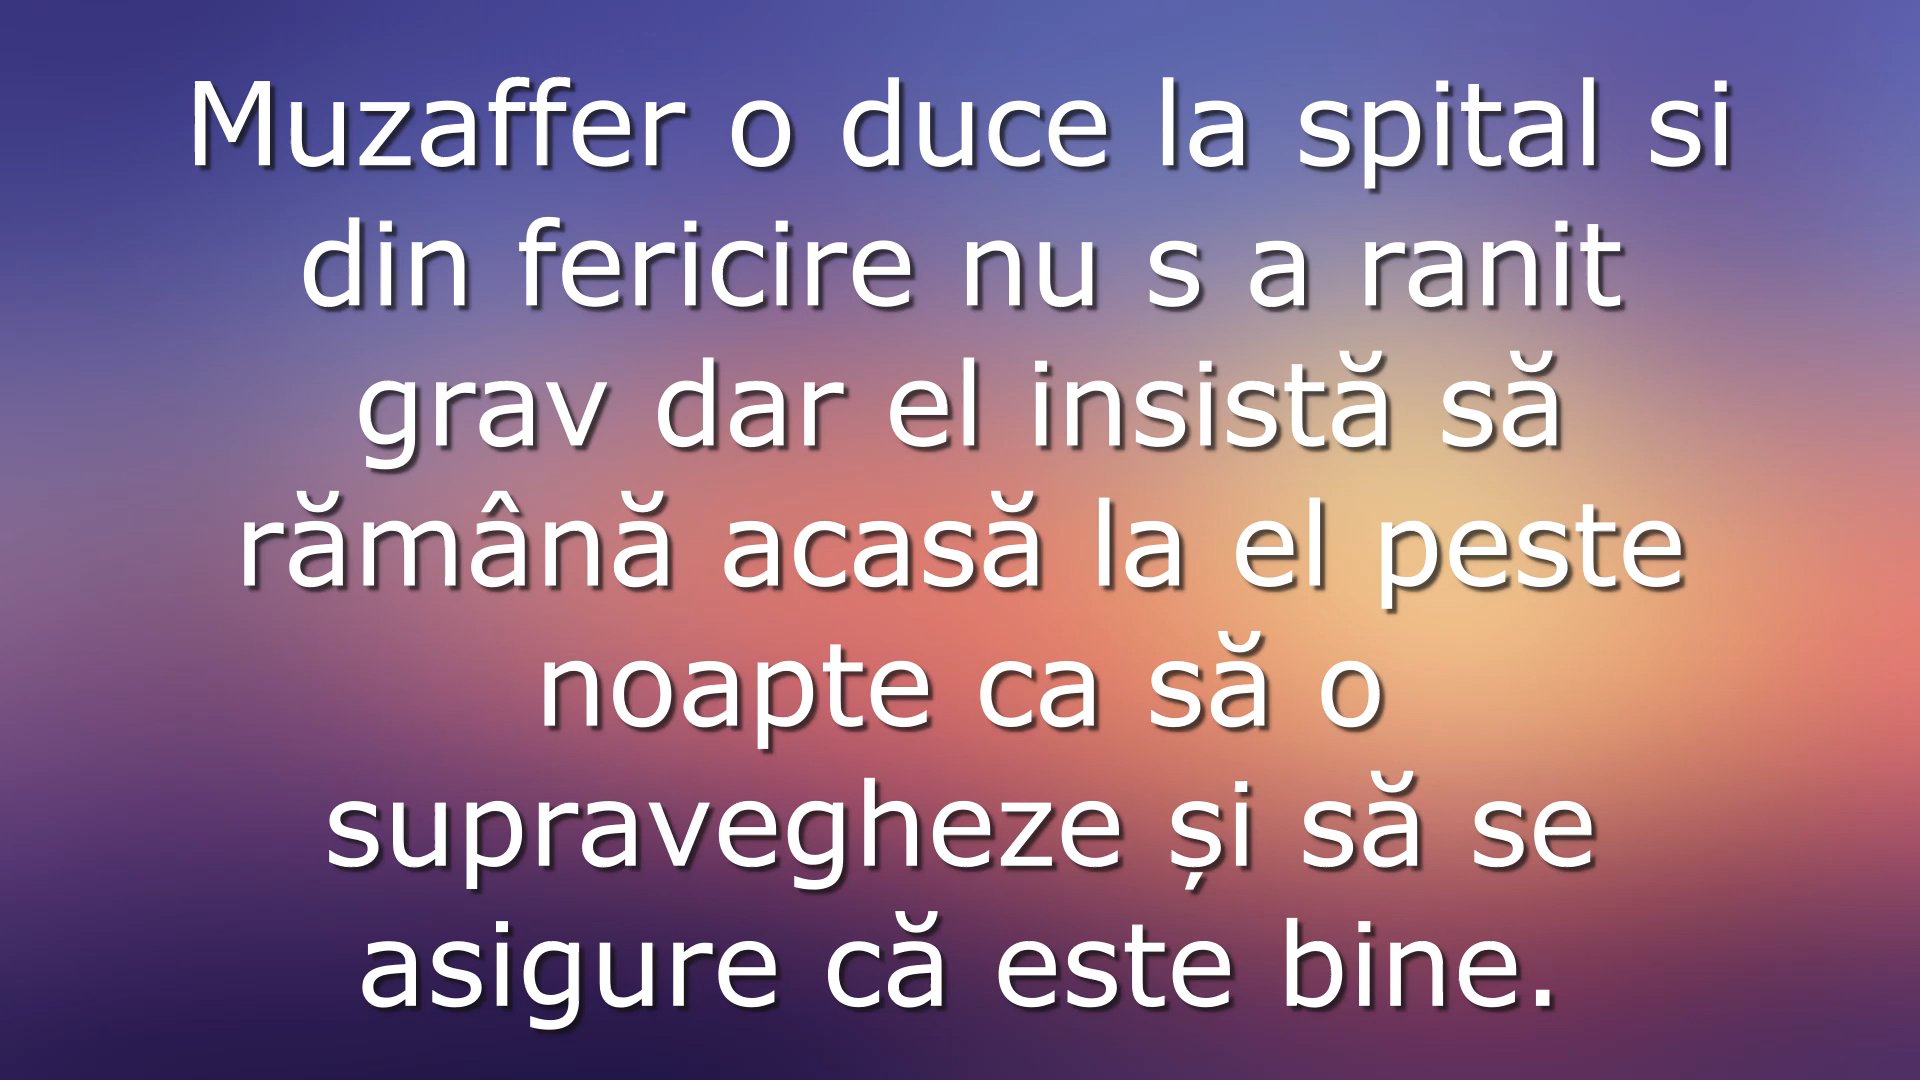 Muzaffer o duce la spital si
din fericire nu s a ranit
grav dar el insistă să
rămână acasă la el peste
noapte ca să o
supravegheze și să se
asigure că este bine.